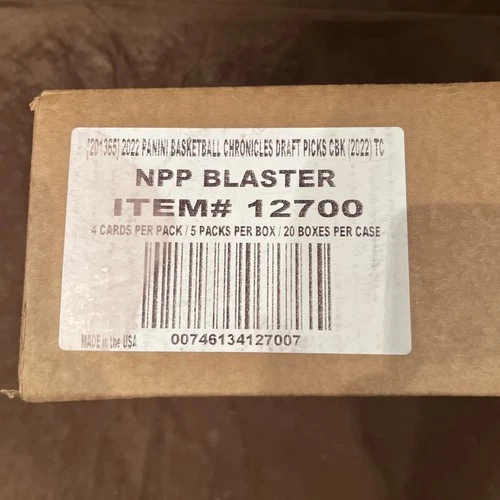 [201365] 2022 PANINI BASKETBALL CHRONICLES DRAFT PICKS CBK (2022) TC
NPP BLASTER
ITEM# 12700
4 CARDS PER PACK / 5 PACKS PER BOX / 20 BOXES PER CASE
MADE in the USA
00746134127007